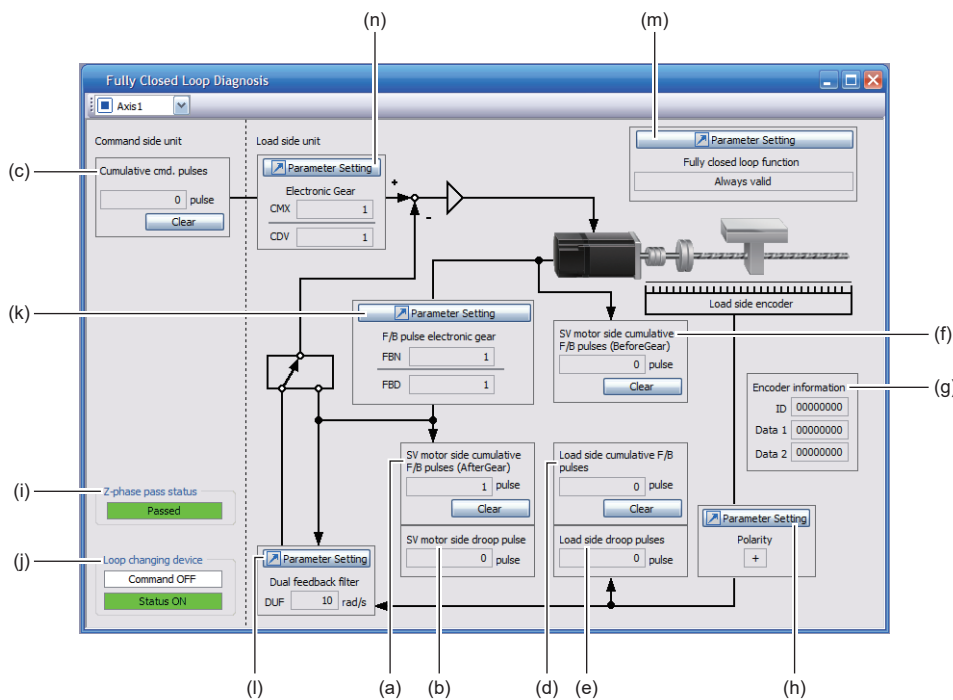 (n)
(m)
Fully Closed Loop Diagnosis
Axis1
Command side unit
Load side unit
(c)
Cumulative cmd. pulses
0 pulse
Clear
Parameter Setting
Electronic Gear
CMX 1
CDV 1
+
-
Parameter Setting
Fully closed loop function
Always valid
Load side encoder
(k)
Parameter Setting
F/B pulse electronic gear
FBN 1
FBD 1
SV motor side cumulative
F/B pulses (BeforeGear)
0 pulse
Clear
(f)
Encoder information
ID 00000000
Data 1 00000000
Data 2 00000000
(g)
SV motor side cumulative
F/B pulses (AfterGear)
1 pulse
Clear
SV motor side droop pulse
0 pulse
Load side cumulative F/B
pulses
0 pulse
Clear
Load side droop pulses
0 pulse
Parameter Setting
Polarity
+
(i)
Z-phase pass status
Passed
(j)
Loop changing device
Command OFF
Status ON
Parameter Setting
Dual feedback filter
DUF 10 rad/s
(l)
(a)
(b)
(d)
(e)
(h)